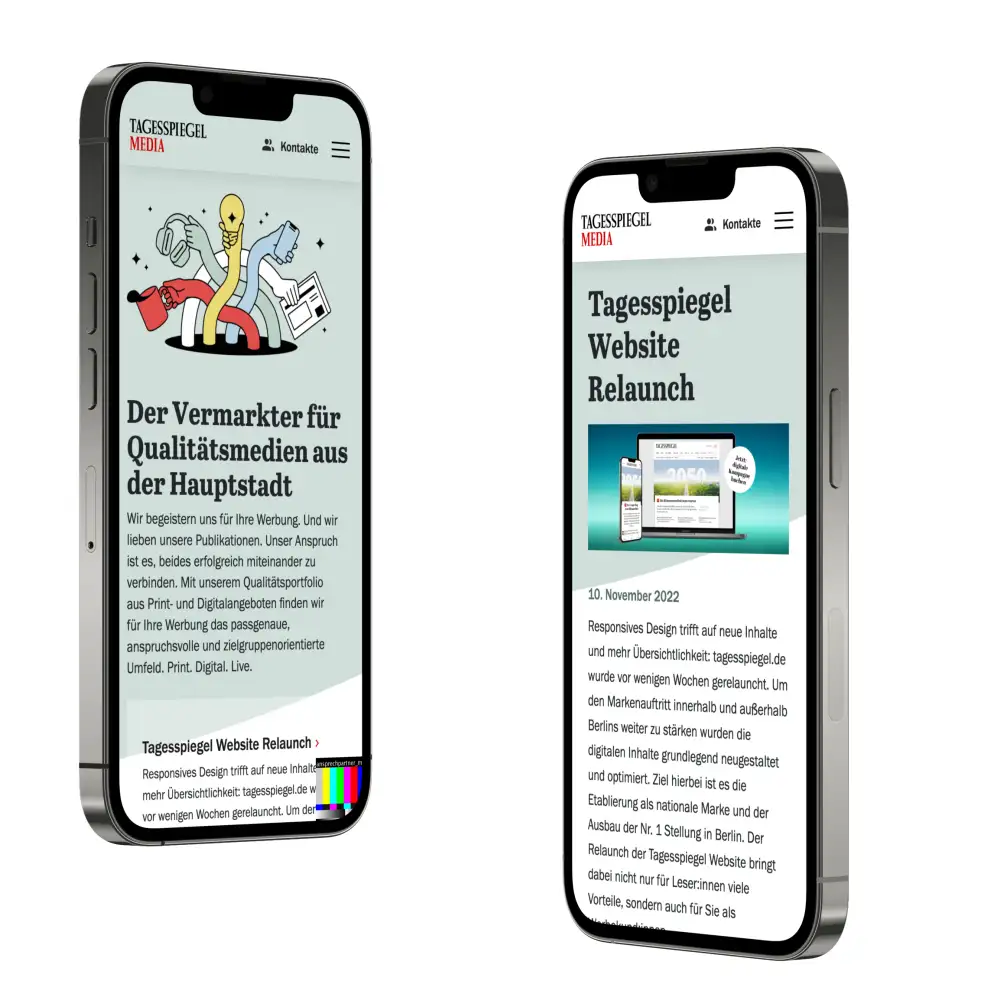 TAGESSPIEGEL
MEDIA
Kontakte
Der Vermarkter für
Qualitätsmedien aus
der Hauptstadt
Wir begeistern uns für Ihre Werbung. Und wir
lieben unsere Publikationen. Unser Anspruch
ist es, beides erfolgreich miteinander zu
verbinden. Mit unserem Qualitätsportfolio
aus Print- und Digitalangeboten finden wir
für Ihre Werbung das passgenaue,
anspruchsvolle und zielgruppenorientierte
Umfeld. Print. Digital. Live.
Tagesspiegel Website Relaunch ›
Responsives Design trifft auf neue Inhalte
mehr Übersichtlichkeit: tagesspiegel.de w
vor wenigen Wochen gerelauncht. Um der
ansprechpartner_m
TAGESSPIEGEL
MEDIA
Kontakte
Tagesspiegel
Website
Relaunch
TAGESSPIEGEL
2050
Jetzt:
digitale
Kampagne
buchen
10. November 2022
Responsives Design trifft auf neue Inhalte
und mehr Übersichtlichkeit: tagesspiegel.de
wurde vor wenigen Wochen gerelauncht. Um
den Markenauftritt innerhalb und außerhalb
Berlins weiter zu stärken wurden die
digitalen Inhalte grundlegend neugestaltet
und optimiert. Ziel hierbei ist es die
Etablierung als nationale Marke und der
Ausbau der Nr. 1 Stellung in Berlin. Der
Relaunch der Tagesspiegel Website bringt
dabei nicht nur für Leser:innen viele
Vorteile, sondern auch für Sie als